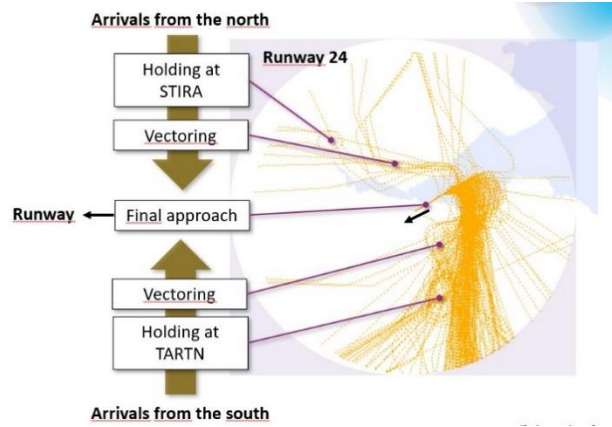 Arrivals from the north
Runway 24
Holding at
STIRA
Vectoring
Runway
Final approach
Vectoring
Holding at
TARTN
Arrivals from the south